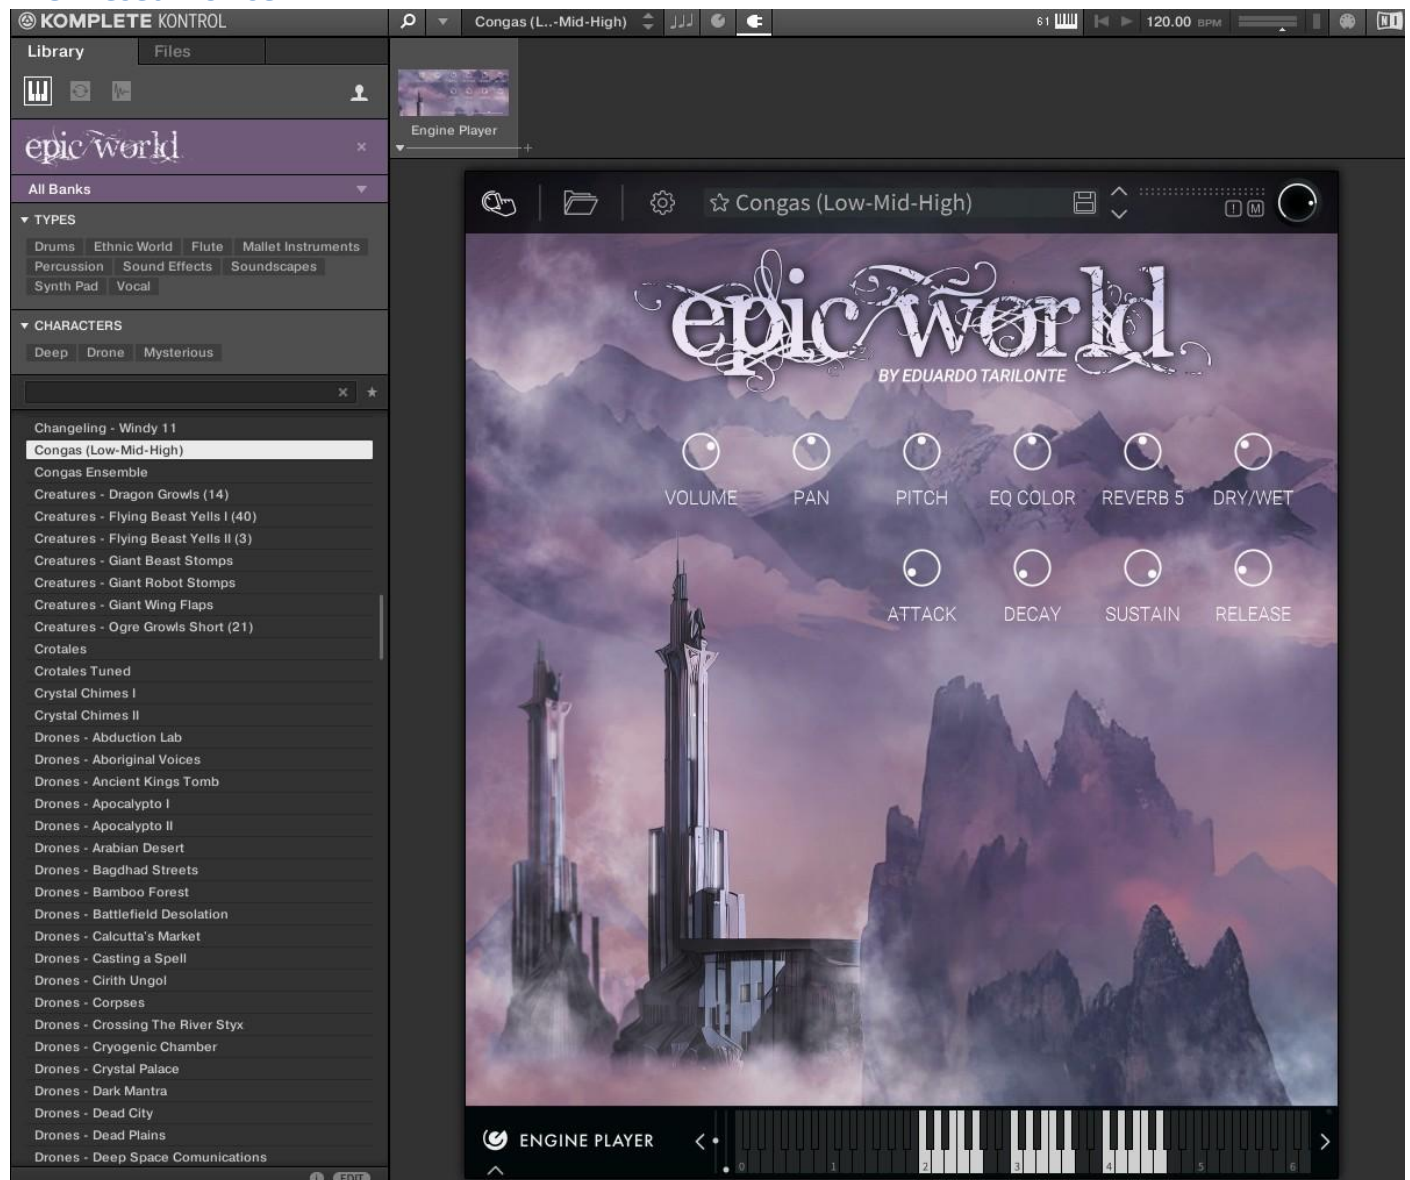 KOMPLETE KONTROL
Congas (L..-Mid-High)
61
120.00 BPM
Library
Files
epic world
All Banks
TYPES
Drums Ethnic World Flute Mallet Instruments
Percussion Sound Effects Soundscapes
Synth Pad Vocal
CHARACTERS
Deep Drone Mysterious
Changeling - Windy 11
Congas (Low-Mid-High)
Congas Ensemble
Creatures - Dragon Growls (14)
Creatures - Flying Beast Yells I (40)
Creatures - Flying Beast Yells II (3)
Creatures - Giant Beast Stomps
Creatures - Giant Robot Stomps
Creatures - Giant Wing Flaps
Creatures - Ogre Growls Short (21)
Crotales
Crotales Tuned
Crystal Chimes I
Crystal Chimes II
Drones - Abduction Lab
Drones - Aboriginal Voices
Drones - Ancient Kings Tomb
Drones - Apocalypto I
Drones - Apocalypto II
Drones - Arabian Desert
Drones - Bagdhad Streets
Drones - Bamboo Forest
Drones - Battlefield Desolation
Drones - Calcutta's Market
Drones - Casting a Spell
Drones - Cirith Ungol
Drones - Corpses
Drones - Crossing The River Styx
Drones - Cryogenic Chamber
Drones - Crystal Palace
Drones - Dark Mantra
Drones - Dead City
Drones - Dead Plains
Drones - Deep Space Comunications
EDIT
Engine Player
Congas (Low-Mid-High)
! M
epic world
BY EDUARDO TARILONTE
VOLUME PAN PITCH EQ COLOR REVERB 5 DRY/WET
ATTACK DECAY SUSTAIN RELEASE
ENGINE PLAYER
0 1 2 3 4 5 6